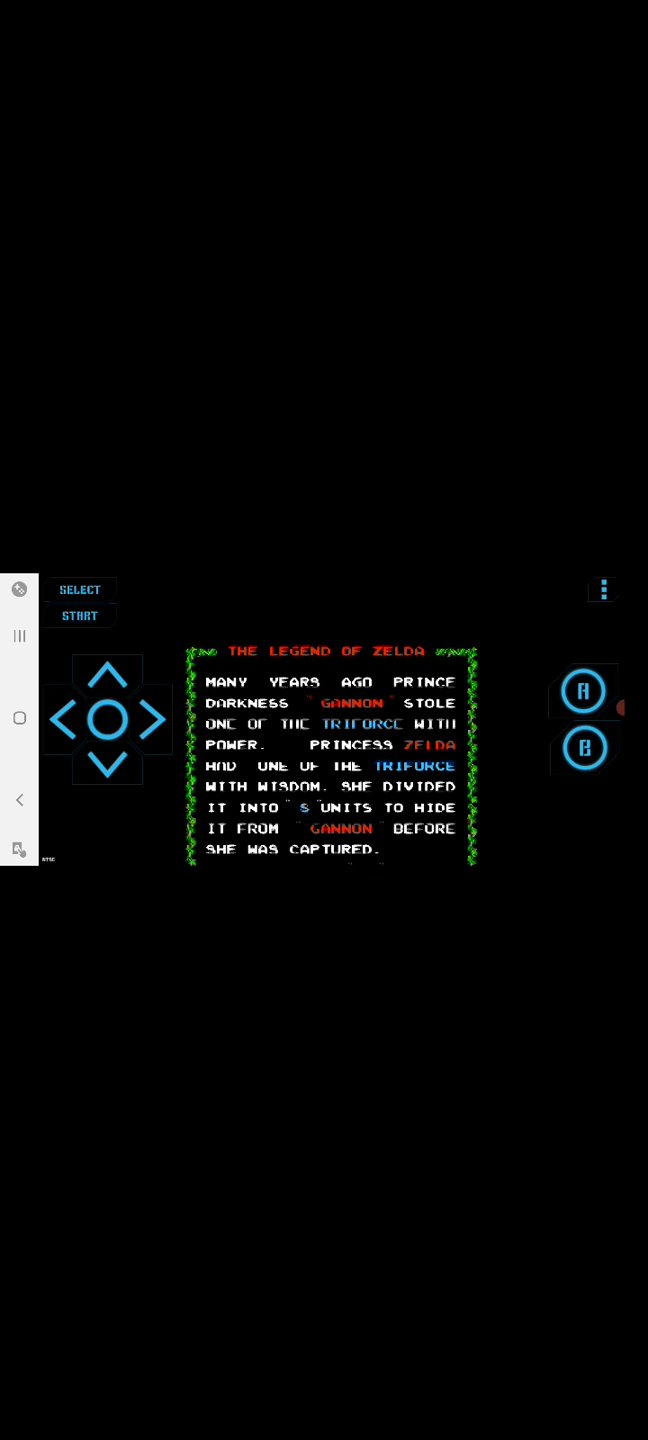 SELECT
START
THE LEGEND OF ZELDA
MANY YEARS AGO PRINCE
DARKNESS "GANNON" STOLE
ONE OF THE TRIFORCE WITH
POWER. PRINCESS ZELDA
HAD ONE OF THE TRIFORCE
WITH WISDOM. SHE DIVIDED
IT INTO "8"UNITS TO HIDE
IT FROM "GANNON" BEFORE
SHE WAS CAPTURED.
A
B
NTSC